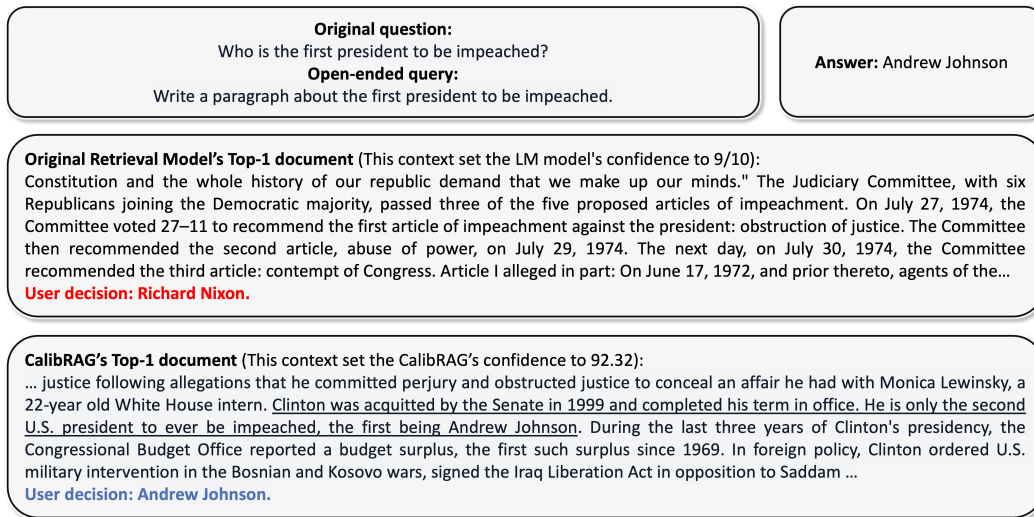 Original question:
Who is the first president to be impeached?
Open-ended query:
Write a paragraph about the first president to be impeached.
Answer: Andrew Johnson
Original Retrieval Model's Top-1 document (This context set the LM model's confidence to 9/10):
Constitution and the whole history of our republic demand that we make up our minds." The Judiciary Committee, with six
Republicans joining the Democratic majority, passed three of the five proposed articles of impeachment. On July 27, 1974, the
Committee voted 27–11 to recommend the first article of impeachment against the president: obstruction of justice. The Committee
then recommended the second article, abuse of power, on July 29, 1974. The next day, on July 30, 1974, the Committee
recommended the third article: contempt of Congress. Article I alleged in part: On June 17, 1972, and prior thereto, agents of the…
User decision: Richard Nixon.
CalibRAG's Top-1 document (This context set the CalibRAG's confidence to 92.32):
… justice following allegations that he committed perjury and obstructed justice to conceal an affair he had with Monica Lewinsky, a
22-year old White House intern. Clinton was acquitted by the Senate in 1999 and completed his term in office. He is only the second
U.S. president to ever be impeached, the first being Andrew Johnson. During the last three years of Clinton's presidency, the
Congressional Budget Office reported a budget surplus, the first such surplus since 1969. In foreign policy, Clinton ordered U.S.
military intervention in the Bosnian and Kosovo wars, signed the Iraq Liberation Act in opposition to Saddam …
User decision: Andrew Johnson.